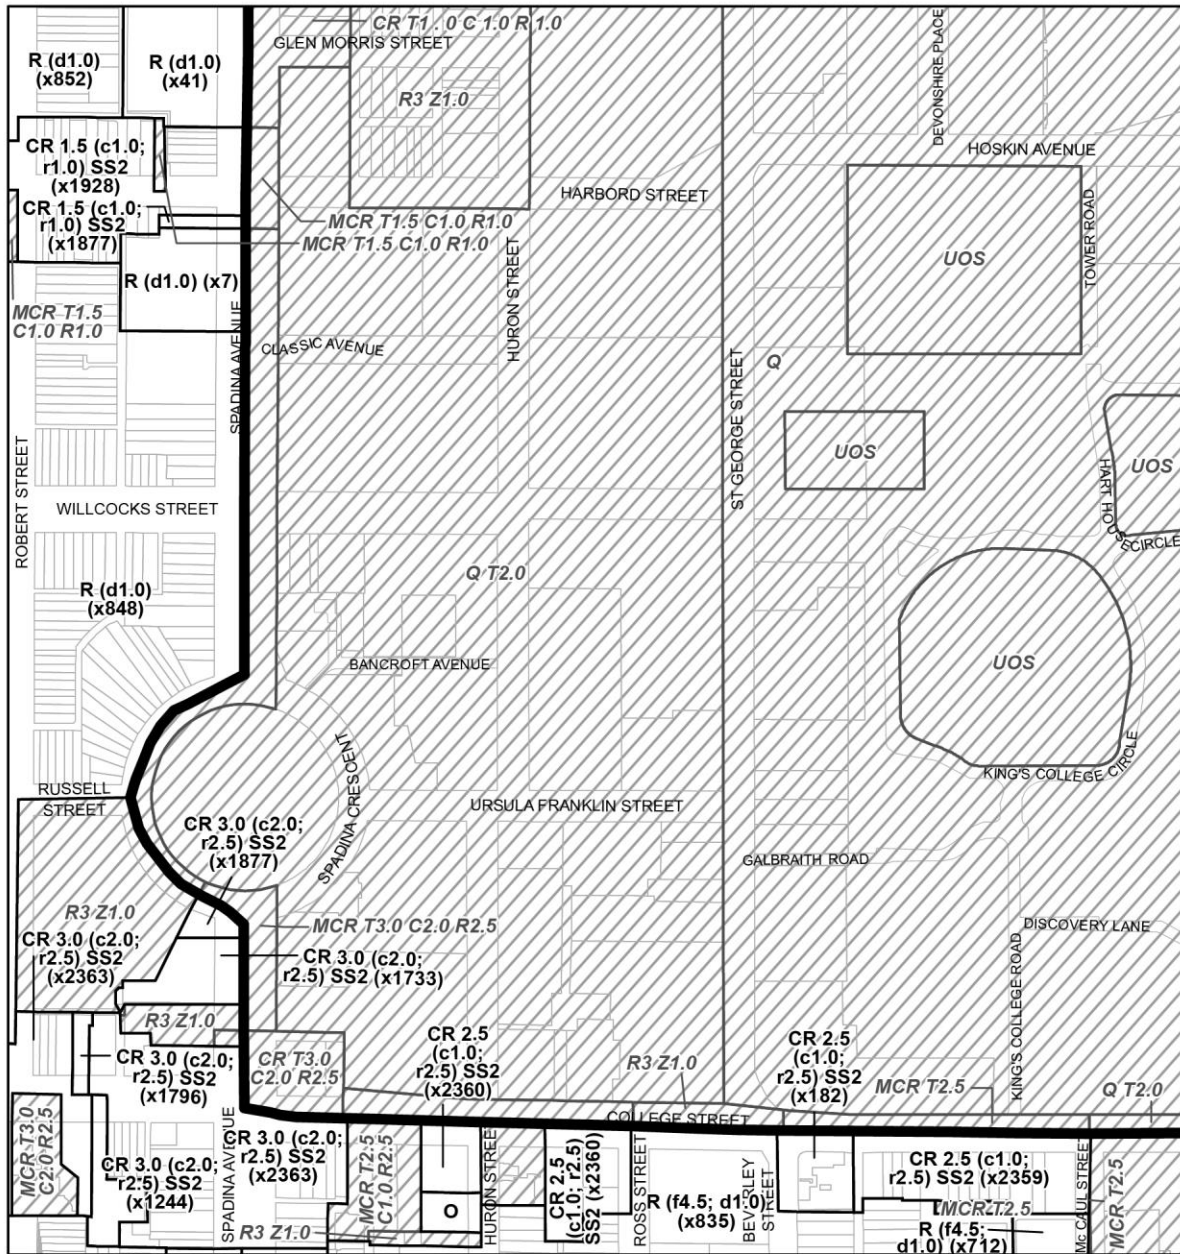 CR T1 . 0 C 1.0 R 1.0
GLEN MORRIS STREET
R (d1.0)
(x852)
R (d1.0)
(x41)
R3 Z1.0
DEVONSHIRE PLACE
HOSKIN AVENUE
CR 1.5 (c1.0;
r1.0) SS2
(x1928)
HARBORD STREET
CR 1.5 (c1.0;
r1.0) SS2
(x1877)
MCR T1.5 C1.0 R1.0
MCR T1.5 C1.0 R1.0
TOWER ROAD
UOS
R (d1.0) (x7)
MCR T1.5
C1.0 R1.0
SPADINA AVENUE
HURON STREET
CLASSIC AVENUE
ST GEORGE STREET
Q
UOS
UOS
HART HOUSE CIRCLE
ROBERT STREET
WILLCOCKS STREET
Q T2.0
R (d1.0)
(x848)
BANCROFT AVENUE
UOS
SPADINA CRESCENT
KING'S COLLEGE CIRCLE
RUSSELL
STREET
URSULA FRANKLIN STREET
CR 3.0 (c2.0;
r2.5) SS2
(x1877)
GALBRAITH ROAD
R3 Z1.0
MCR T3.0 C2.0 R2.5
DISCOVERY LANE
CR 3.0 (c2.0;
r2.5) SS2
(x2363)
CR 3.0 (c2.0;
r2.5) SS2 (x1733)
KING'S COLLEGE ROAD
R3 Z1.0
CR 3.0 (c2.0;
r2.5) SS2
(x1796)
CR T3.0
C2.0 R2.5
CR 2.5
(c1.0;
r2.5) SS2
(x2360)
R3 Z1.0
CR 2.5
(c1.0;
r2.5) SS2
(x182)
MCR T2.5
Q T2.0
COLLEGE STREET
MCR T3.0
C2.0 R2.5
CR 3.0 (c2.0;
r2.5) SS2
(x1244)
SPADINA AVENUE
CR 3.0 (c2.0;
r2.5) SS2
(x2363)
R3 Z1.0
MCR T2.5
C1.0 R2.5
O
HURON STREET
CR 2.5
(c1.0; r2.5)
SS2 (x2360)
ROSS STREET
R (f4.5; d1.0)
(x835)
BEVERLEY
STREET
CR 2.5 (c1.0;
r2.5) SS2 (x2359)
MCR T2.5
R (f4.5;
d1.0) (x712)
Mc CAUL STREET
MCR T2.5